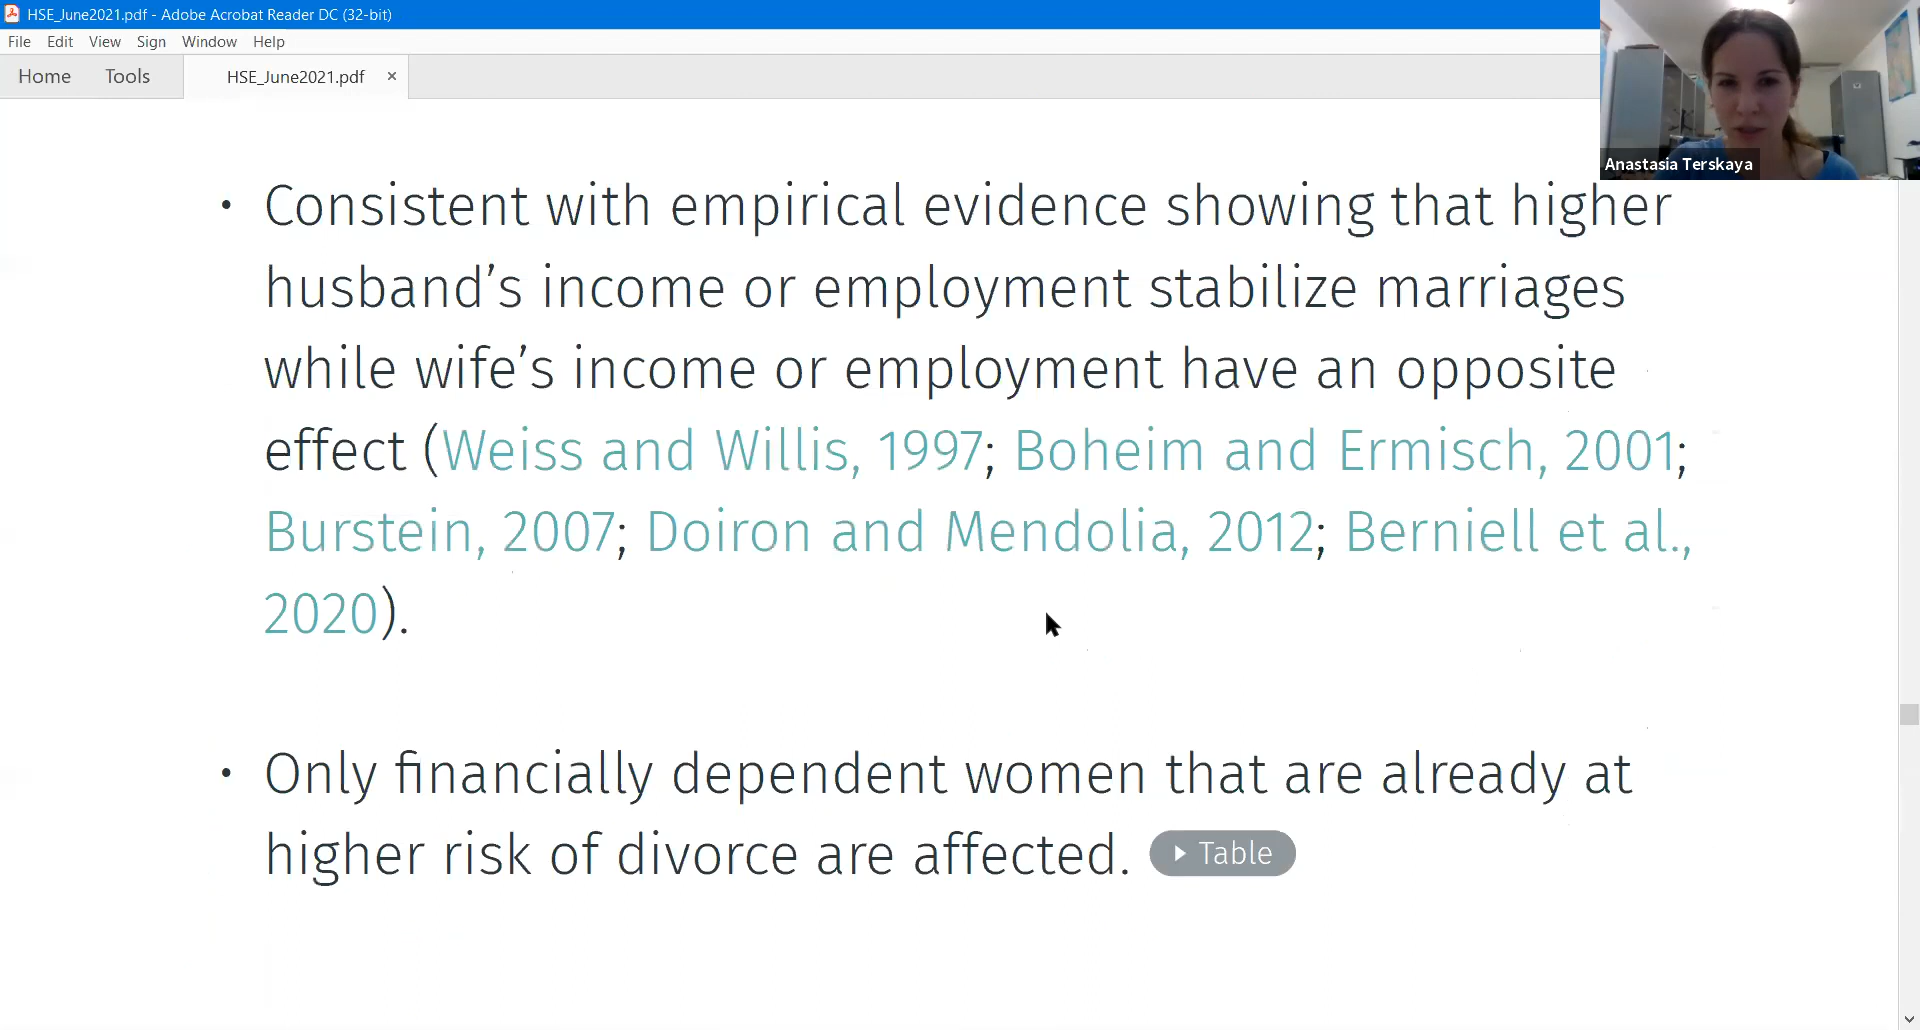 HSE_June2021.pdf - Adobe Acrobat Reader DC (32-bit)
File Edit View Sign Window Help
Home Tools HSE_June2021.pdf ×
Anastasia Terskaya
• Consistent with empirical evidence showing that higher
husband’s income or employment stabilize marriages
while wife’s income or employment have an opposite
effect (Weiss and Willis, 1997; Boheim and Ermisch, 2001;
Burstein, 2007; Doiron and Mendolia, 2012; Berniell et al.,
2020).
• Only financially dependent women that are already at
higher risk of divorce are affected. Table